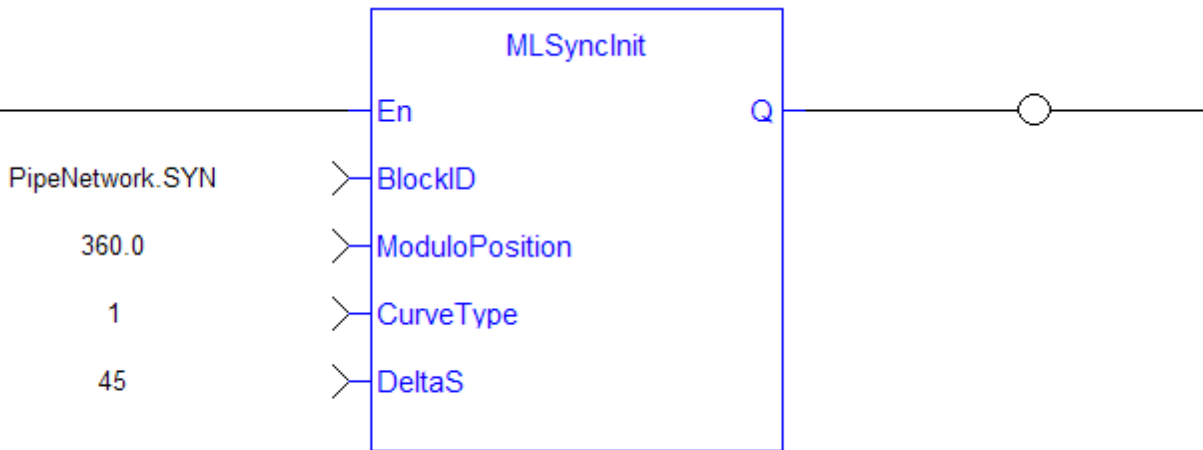 MLSyncInit
En Q
PipeNetwork.SYN BlockID
360.0 ModuloPosition
1 CurveType
45 DeltaS